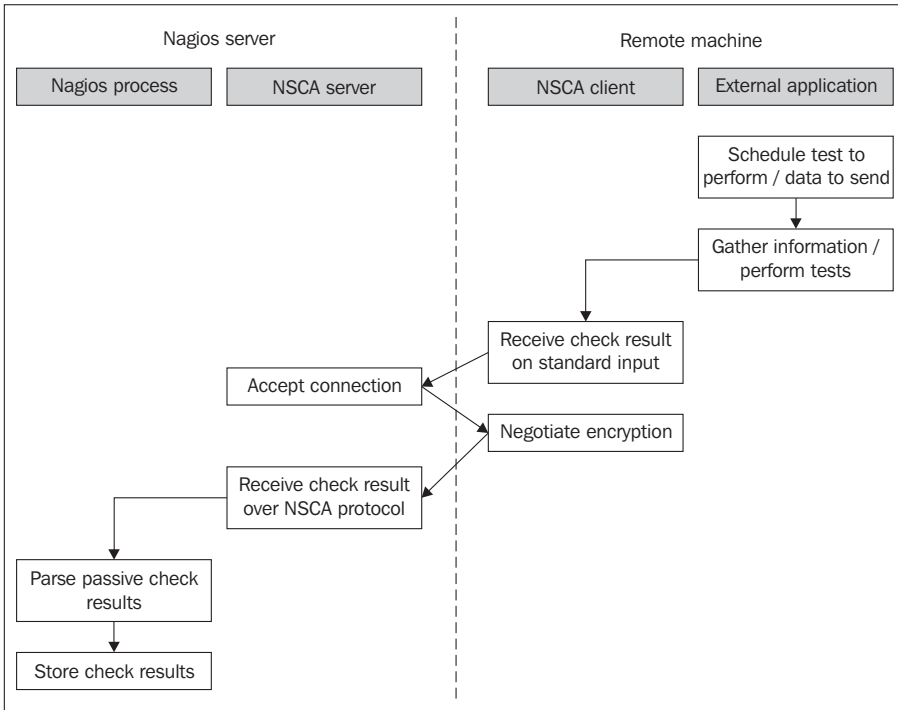 Nagios server
Remote machine
Nagios process
NSCA server
NSCA client
External application
Schedule test to
perform / data to send
Gather information /
perform tests
Receive check result
on standard input
Accept connection
Negotiate encryption
Receive check result
over NSCA protocol
Parse passive check
results
Store check results